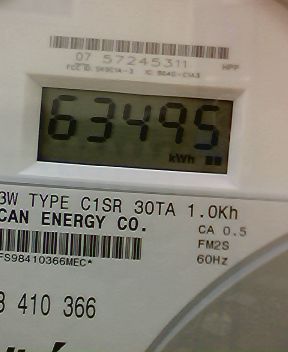 07 57245311 HPP
63495
kWh
3W TYPE C1SR 30TA 1.0Kh
CAN ENERGY CO.
CA 0.5
FM2S
FS98410366MEC*
60Hz
3 410 366